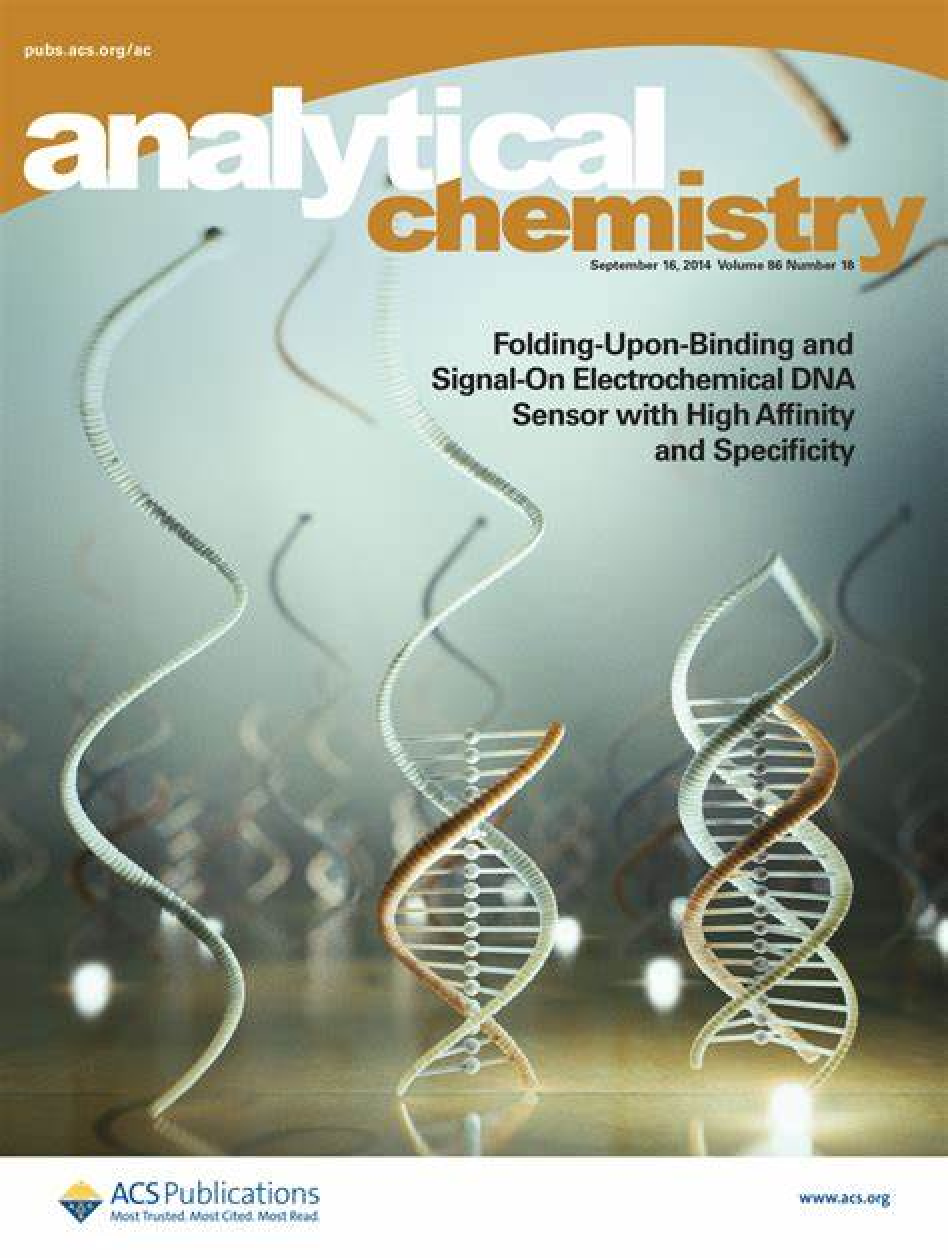 pubs.acs.org/ac
analytical
chemistry
September 16, 2014 Volume 86 Number 18
Folding-Upon-Binding and
Signal-On Electrochemical DNA
Sensor with High Affinity
and Specificity
ACS Publications
Most Trusted. Most Cited. Most Read.
www.acs.org